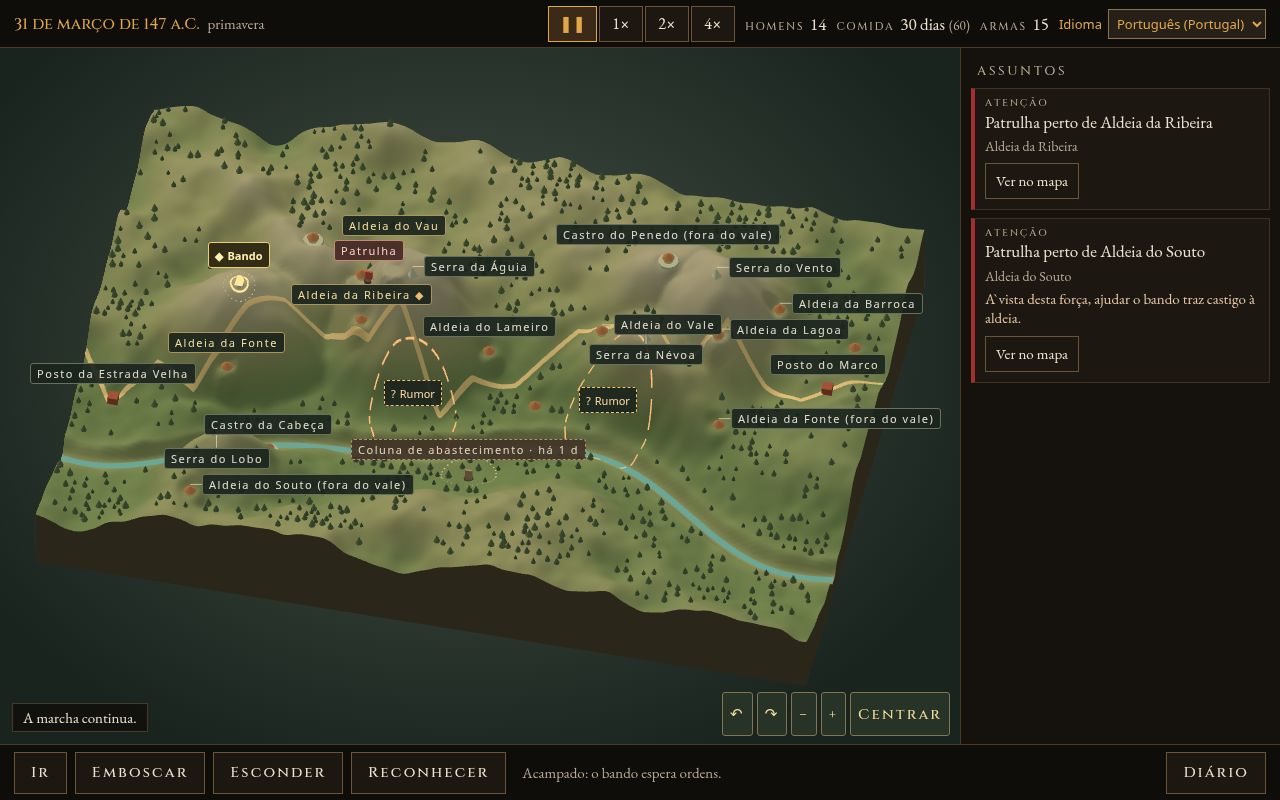 31 DE MARÇO DE 147 A.C. primavera
❚❚ 1× 2× 4× HOMENS 14 COMIDA 30 dias (60) ARMAS 15 Idioma Português (Portugal)
ASSUNTOS
ATENÇÃO
Patrulha perto de Aldeia da Ribeira
Aldeia da Ribeira
Ver no mapa
ATENÇÃO
Patrulha perto de Aldeia do Souto
Aldeia do Souto
À vista desta força, ajudar o bando traz castigo à
aldeia.
Ver no mapa
Aldeia do Vau
Castro do Penedo (fora do vale)
Patrulha
◆ Bando
Serra da Águia
Serra do Vento
Aldeia da Ribeira ◆
Aldeia da Barroca
Aldeia do Lameiro
Aldeia do Vale
Aldeia da Lagoa
Aldeia da Fonte
Serra da Névoa
Posto do Marco
Posto da Estrada Velha
? Rumor
? Rumor
Aldeia da Fonte (fora do vale)
Castro da Cabeça
Coluna de abastecimento · há 1 d
Serra do Lobo
Aldeia do Souto (fora do vale)
A marcha continua.
↶ ↷ − + CENTRAR
IR EMBOSCAR ESCONDER RECONHECER Acampado: o bando espera ordens. DIÁRIO